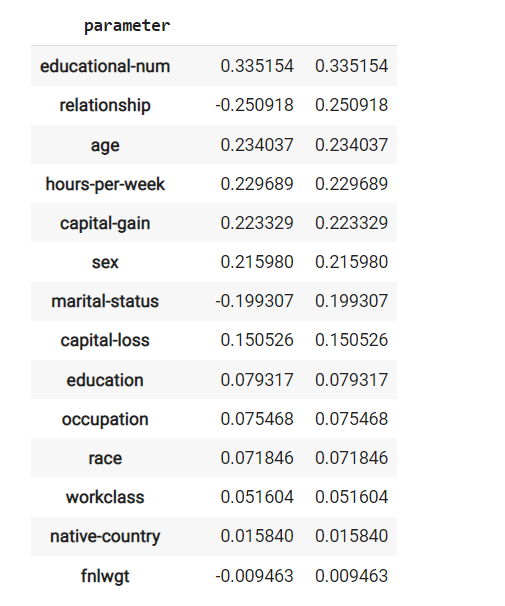 parameter
educational-num 0.335154 0.335154
relationship -0.250918 0.250918
age 0.234037 0.234037
hours-per-week 0.229689 0.229689
capital-gain 0.223329 0.223329
sex 0.215980 0.215980
marital-status -0.199307 0.199307
capital-loss 0.150526 0.150526
education 0.079317 0.079317
occupation 0.075468 0.075468
race 0.071846 0.071846
workclass 0.051604 0.051604
native-country 0.015840 0.015840
fnlwgt -0.009463 0.009463